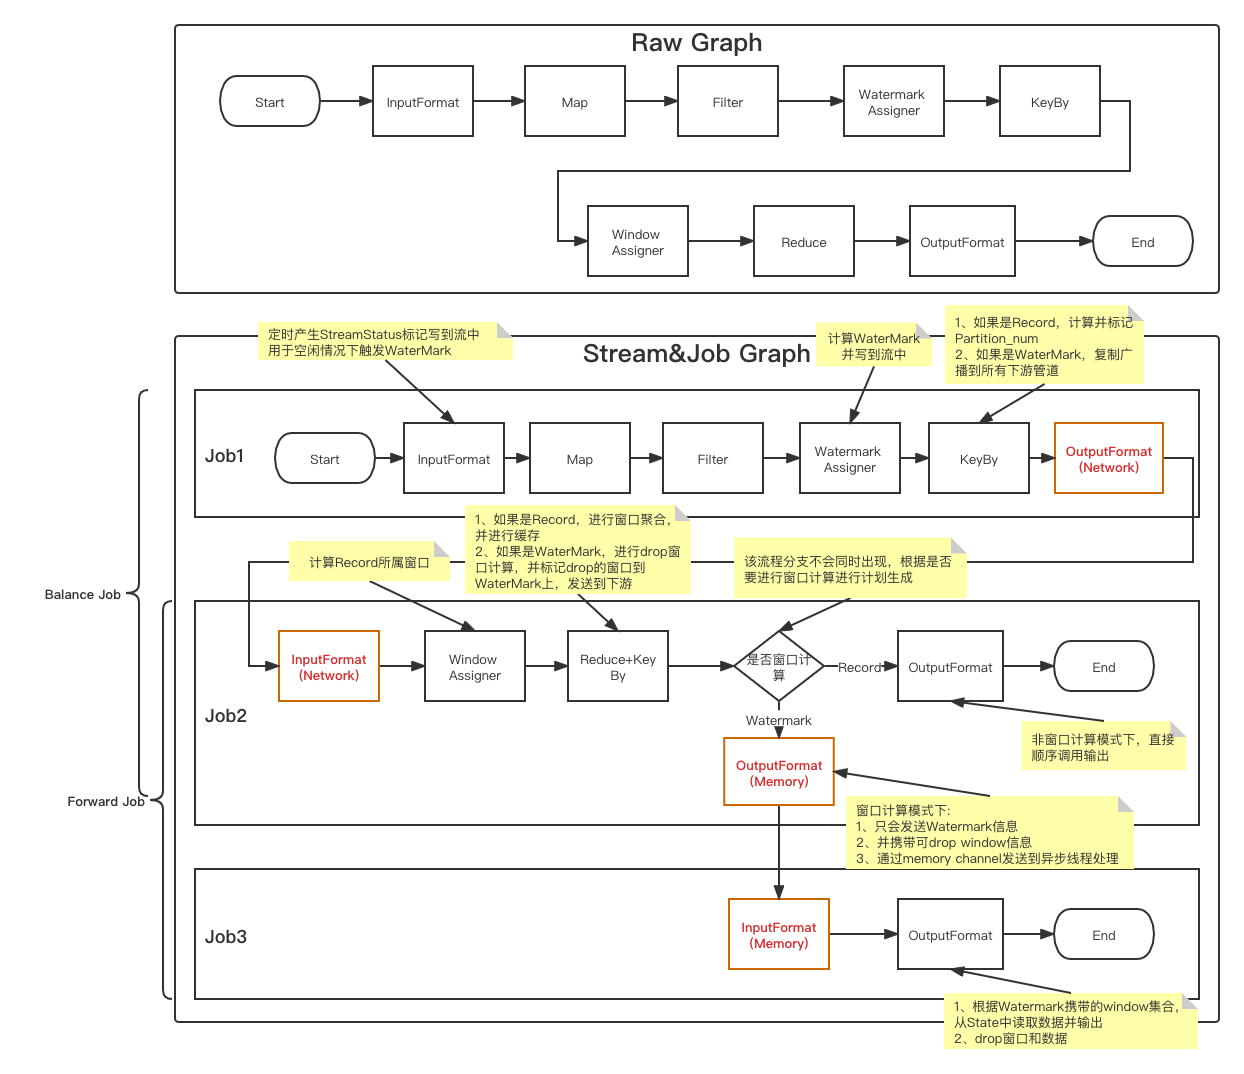 Raw Graph
Start
InputFormat
Map
Filter
Watermark
Assigner
KeyBy
Window
Assigner
Reduce
OutputFormat
End
定时产生StreamStatus标记写到流中
用于空闲情况下触发WaterMark
Stream&Job Graph
计算WaterMark
并写到流中
1、如果是Record，计算并标记
Partition_num
2、如果是WaterMark，复制广
播到所有下游管道
Job1
Start
InputFormat
Map
Filter
Watermark
Assigner
KeyBy
OutputFormat
(Network)
计算Record所属窗口
1、如果是Record，进行窗口聚合，
并进行缓存
2、如果是WaterMark，进行drop窗
口计算，并标记drop的窗口到
WaterMark上，发送到下游
该流程分支不会同时出现，根据是否
要进行窗口计算进行计划生成
Balance Job
Job2
InputFormat
(Network)
Window
Assigner
Reduce+Key
By
是否窗口计
算
Record
OutputFormat
End
Watermark
非窗口计算模式下，直接
顺序调用输出
OutputFormat
(Memory)
Forward Job
窗口计算模式下:
1、只会发送Watermark信息
2、并携带可drop window信息
3、通过memory channel发送到异步线程处理
Job3
InputFormat
(Memory)
OutputFormat
End
1、根据Watermark携带的window集合，
从State中读取数据并输出
2、drop窗口和数据